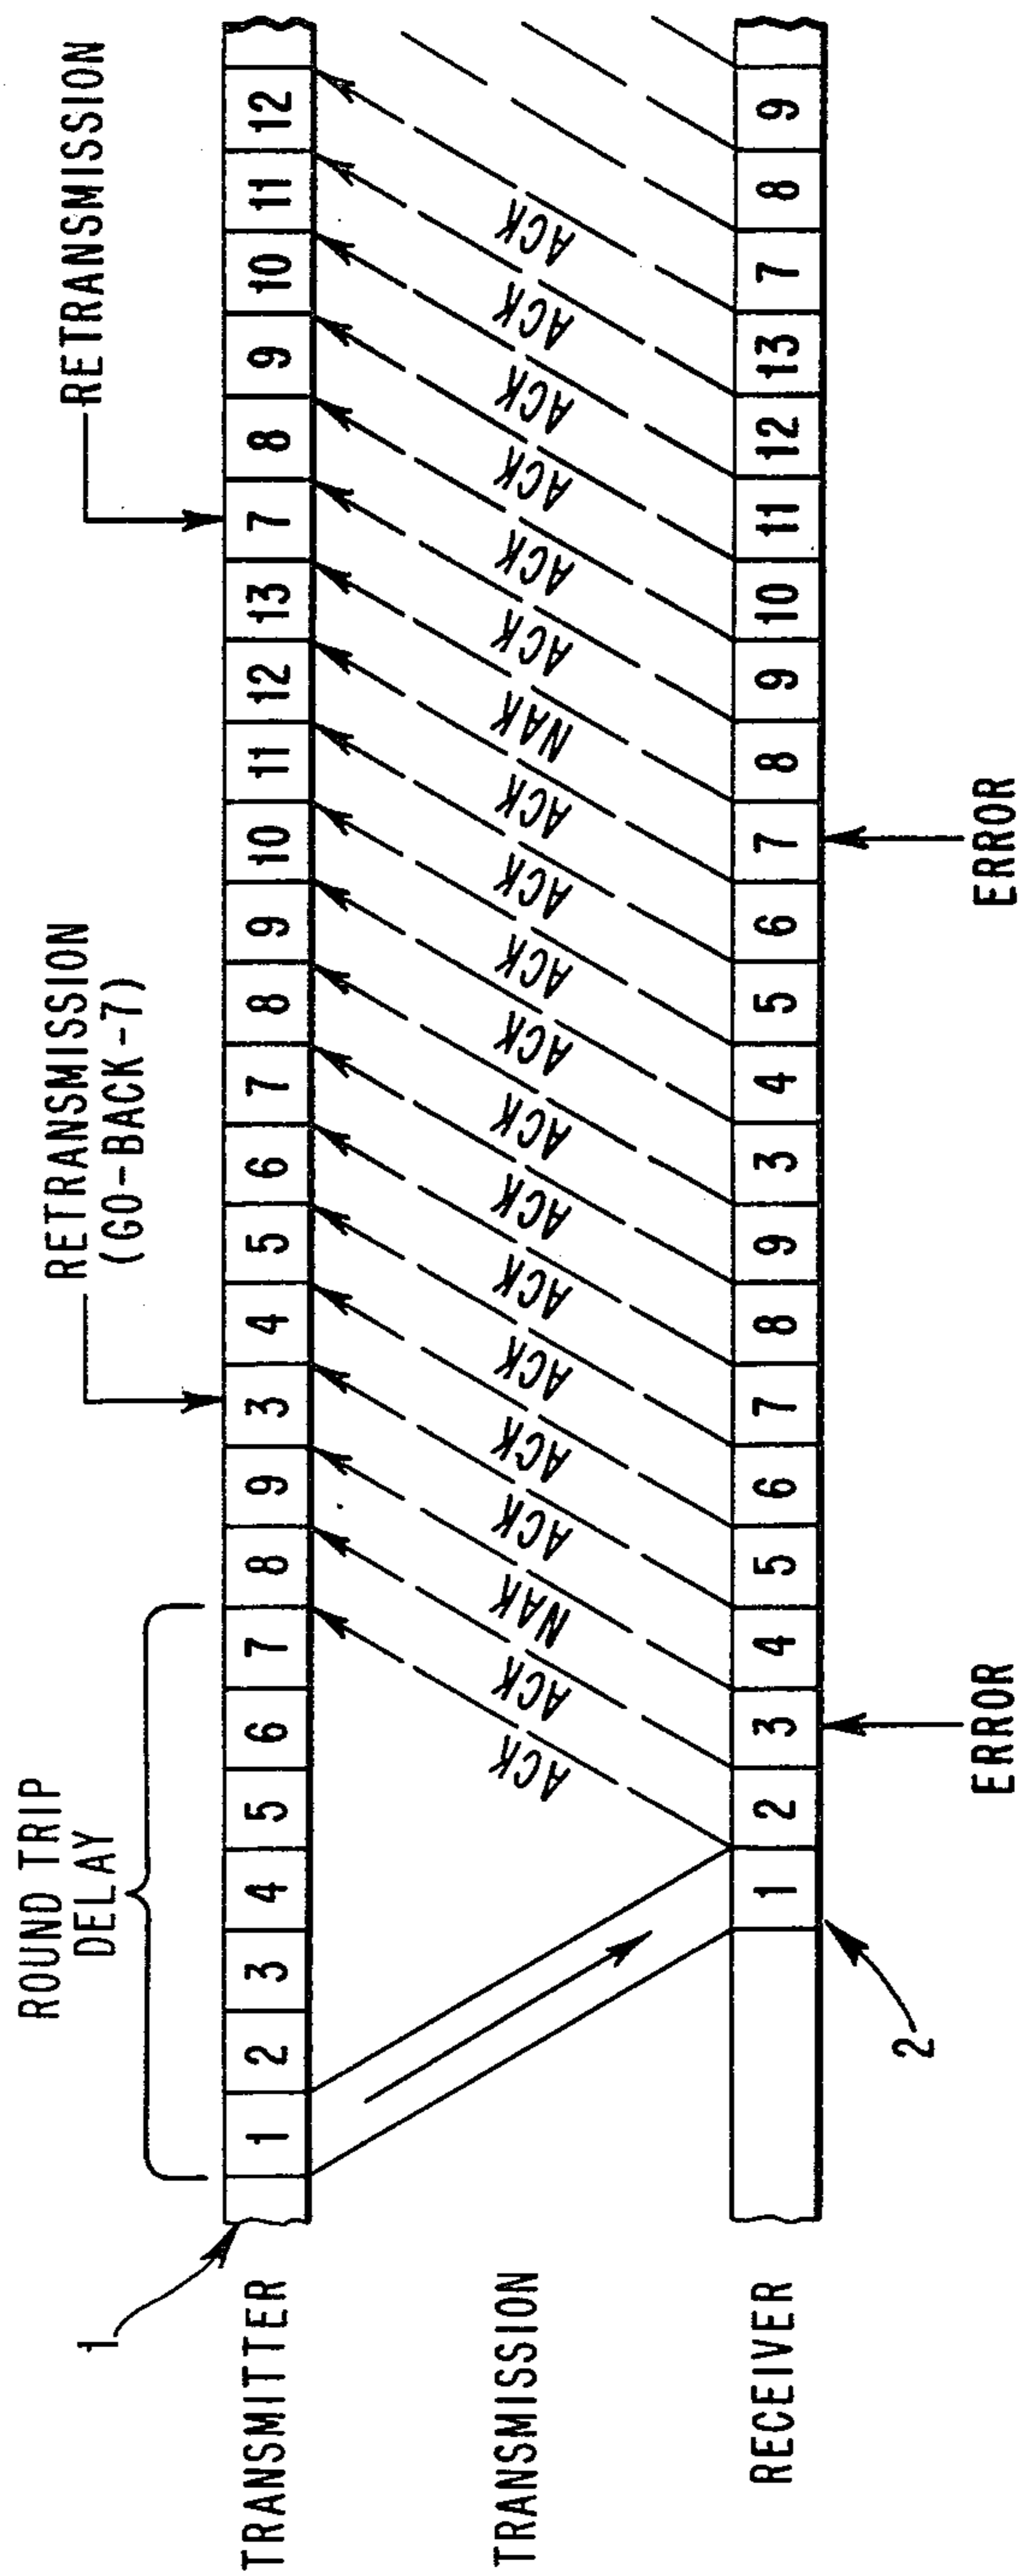 ROUND TRIP
DELAY
RETRANSMISSION
(GO-BACK-7)
RETRANSMISSION
1
TRANSMITTER 1 2 3 4 5 6 7 8 9 3 4 5 6 7 8 9 10 11 12 13 7 8 9 10 11 12
TRANSMISSION ACK ACK NAK ACK ACK ACK ACK ACK ACK ACK ACK ACK ACK NAK ACK ACK ACK ACK ACK ACK
RECEIVER 1 2 3 4 5 6 7 8 9 3 4 5 6 7 8 9 10 11 12 13 7 8 9
2
ERROR
ERROR